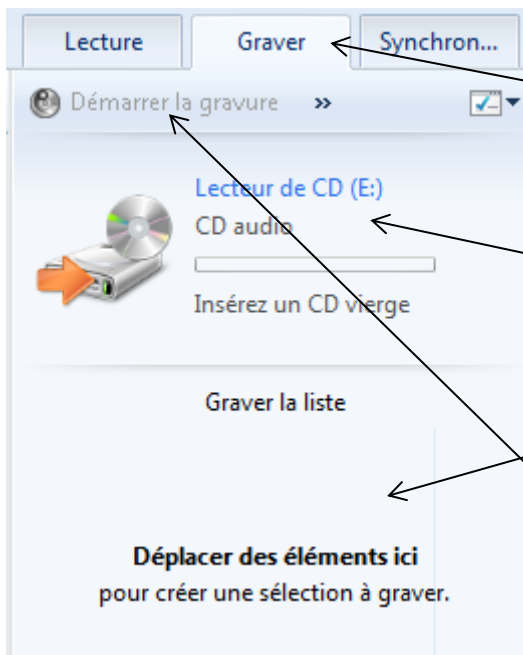 Lecture Graver Synchron...
Démarrer la gravure »
Lecteur de CD (E:)
CD audio
Insérez un CD vierge
Graver la liste
Déplacer des éléments ici
pour créer une sélection à graver.